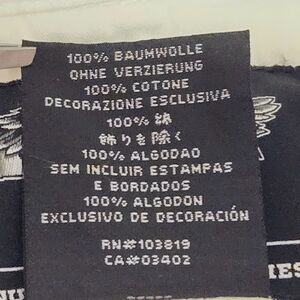 100% BAUMWOLLE
OHNE VERZIERUNG
100% COTONE
DECORAZIONE ESCLUSIVA
100% 綿
飾りを除く
100% ALGODAO
SEM INCLUIR ESTAMPAS
E BORDADOS
100% ALGODON
EXCLUSIVO DE DECORACIÓN
RN#103819
CA#03402
IES